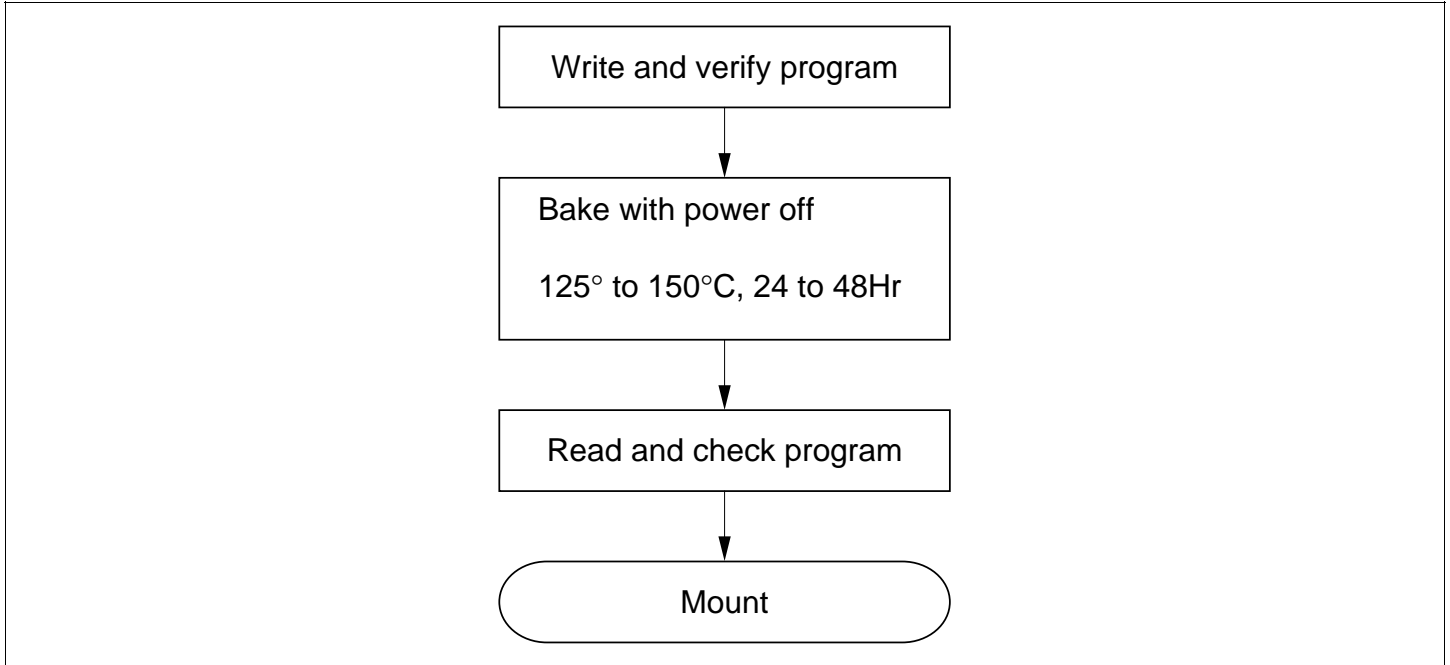 Write and verify program
Bake with power off
125° to 150°C, 24 to 48Hr
Read and check program
Mount